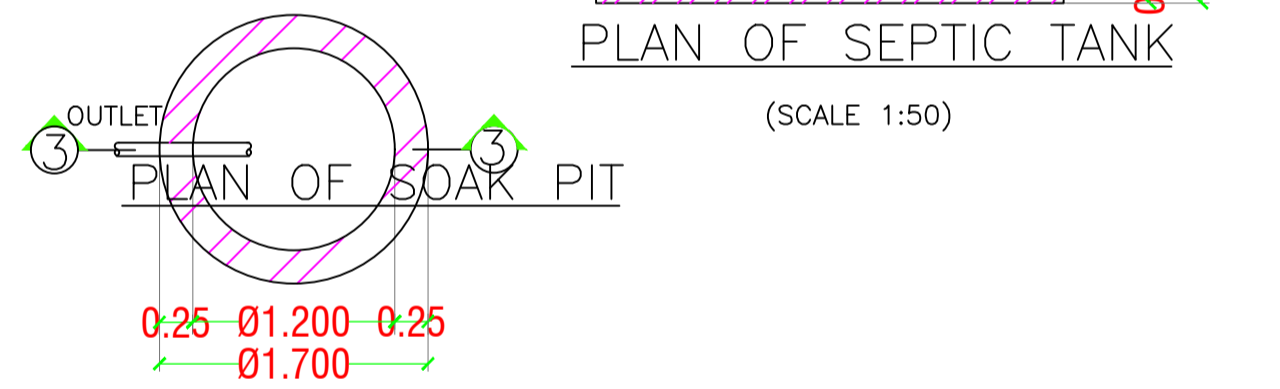 PLAN OF SEPTIC TANK
(SCALE 1:50)
OUTLET
3 3
PLAN OF SOAK PIT
0.25 Ø1.200 0.25
Ø1.700